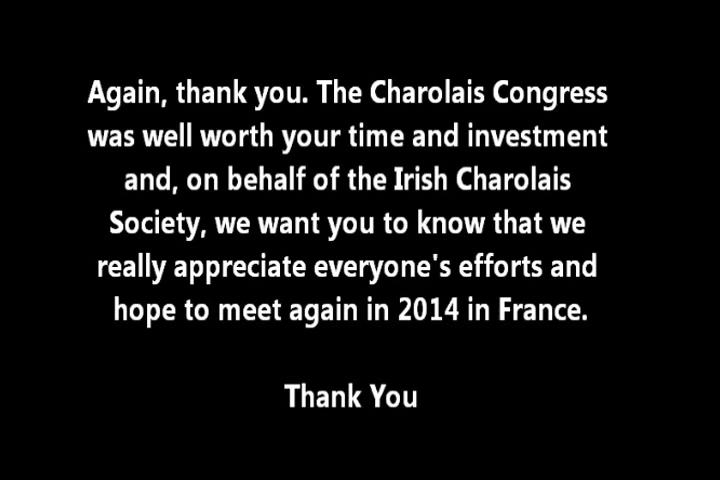 Again, thank you. The Charolais Congress
was well worth your time and investment
and, on behalf of the Irish Charolais
Society, we want you to know that we
really appreciate everyone's efforts and
hope to meet again in 2014 in France.
Thank You